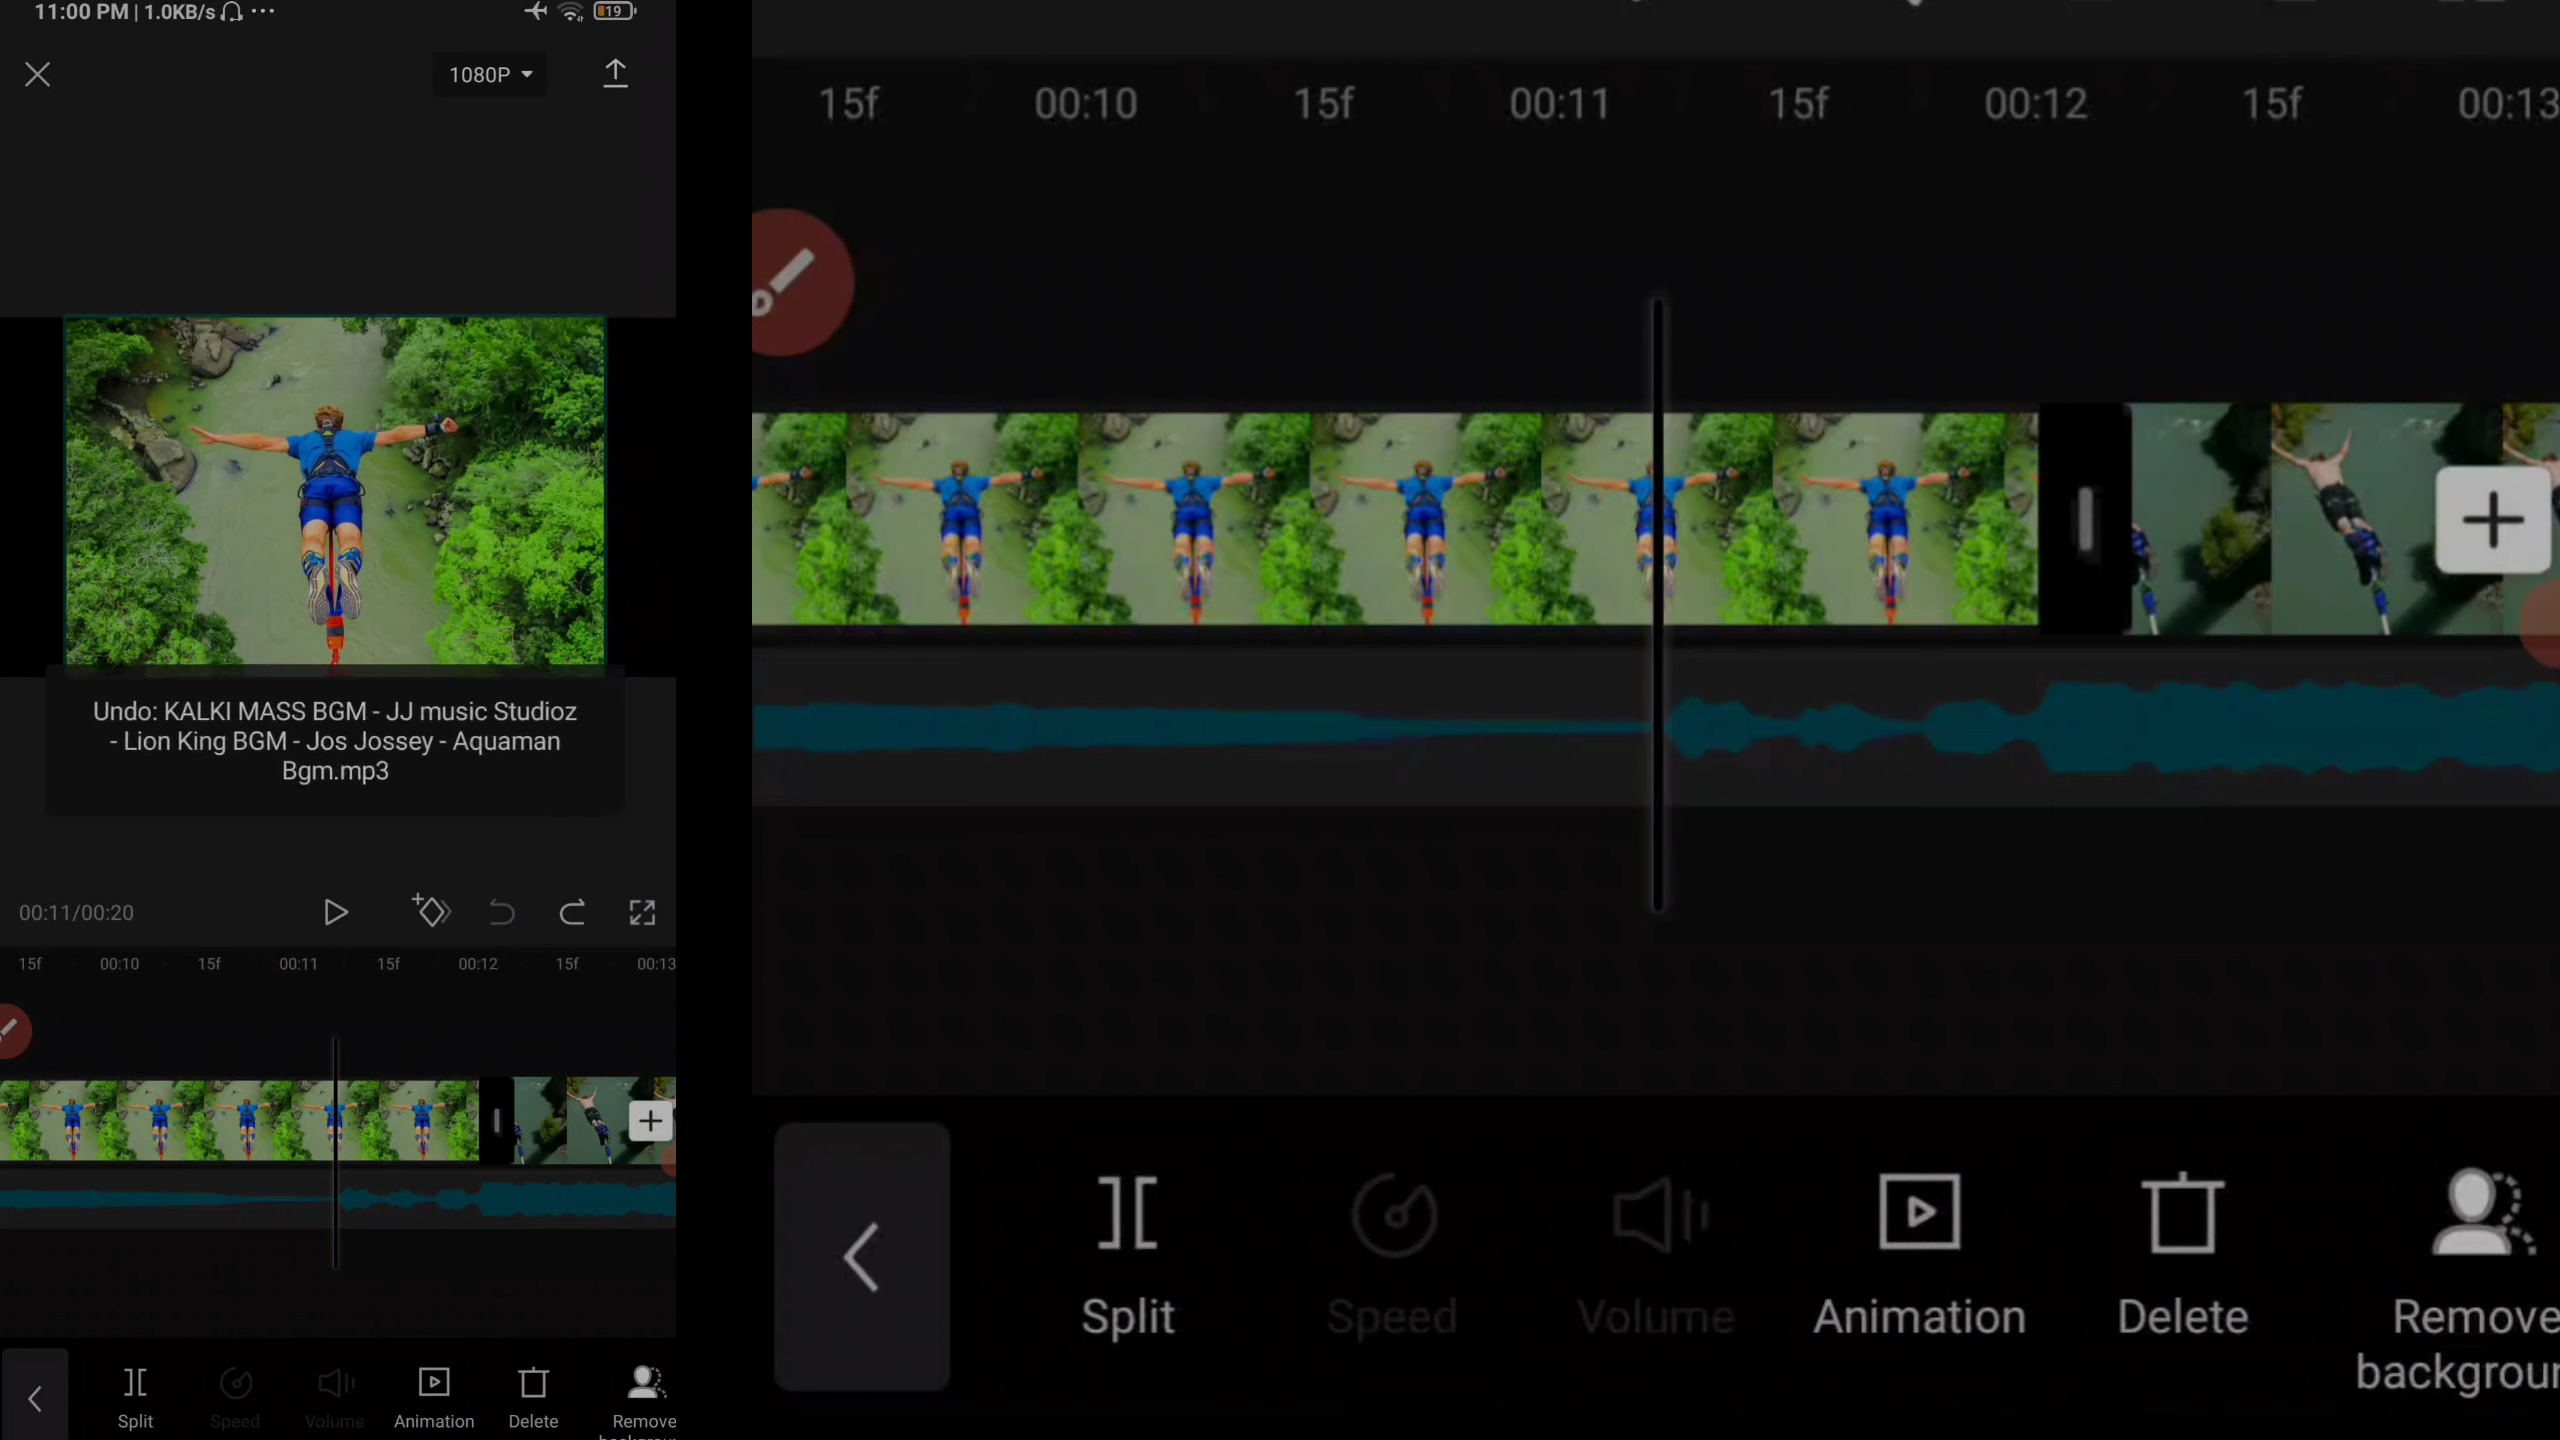 11:00 PM | 1.0KB/s
19
1080P
Undo: KALKI MASS BGM - JJ music Studioz
- Lion King BGM - Jos Jossey - Aquaman
Bgm.mp3
00:11/00:20
15f 00:10 15f 00:11 15f 00:12 15f 00:13
Split Speed Volume Animation Delete Remove
15f 00:10 15f 00:11 15f 00:12 15f 00:13
Split Speed Volume Animation Delete Remove
backgroun